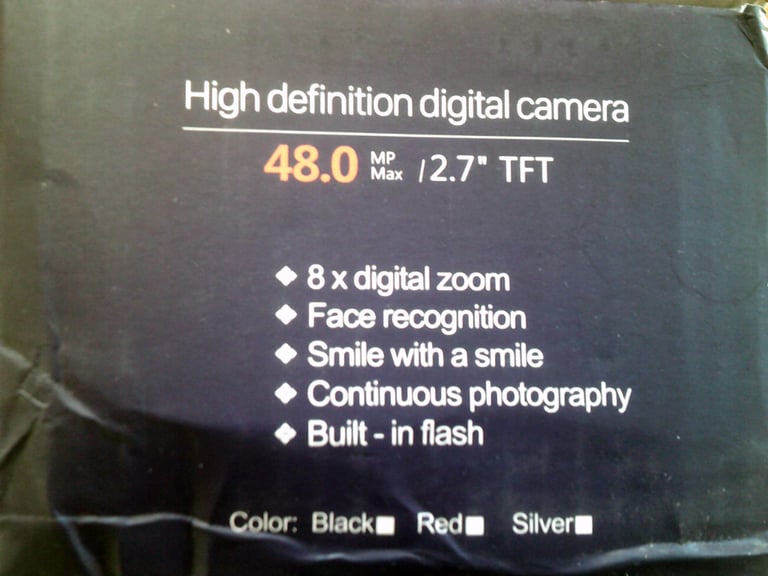 High definition digital camera
48.0 MP Max / 2.7" TFT
◆ 8 x digital zoom
◆ Face recognition
◆ Smile with a smile
◆ Continuous photography
◆ Built - in flash
Color: Black■ Red■ Silver■